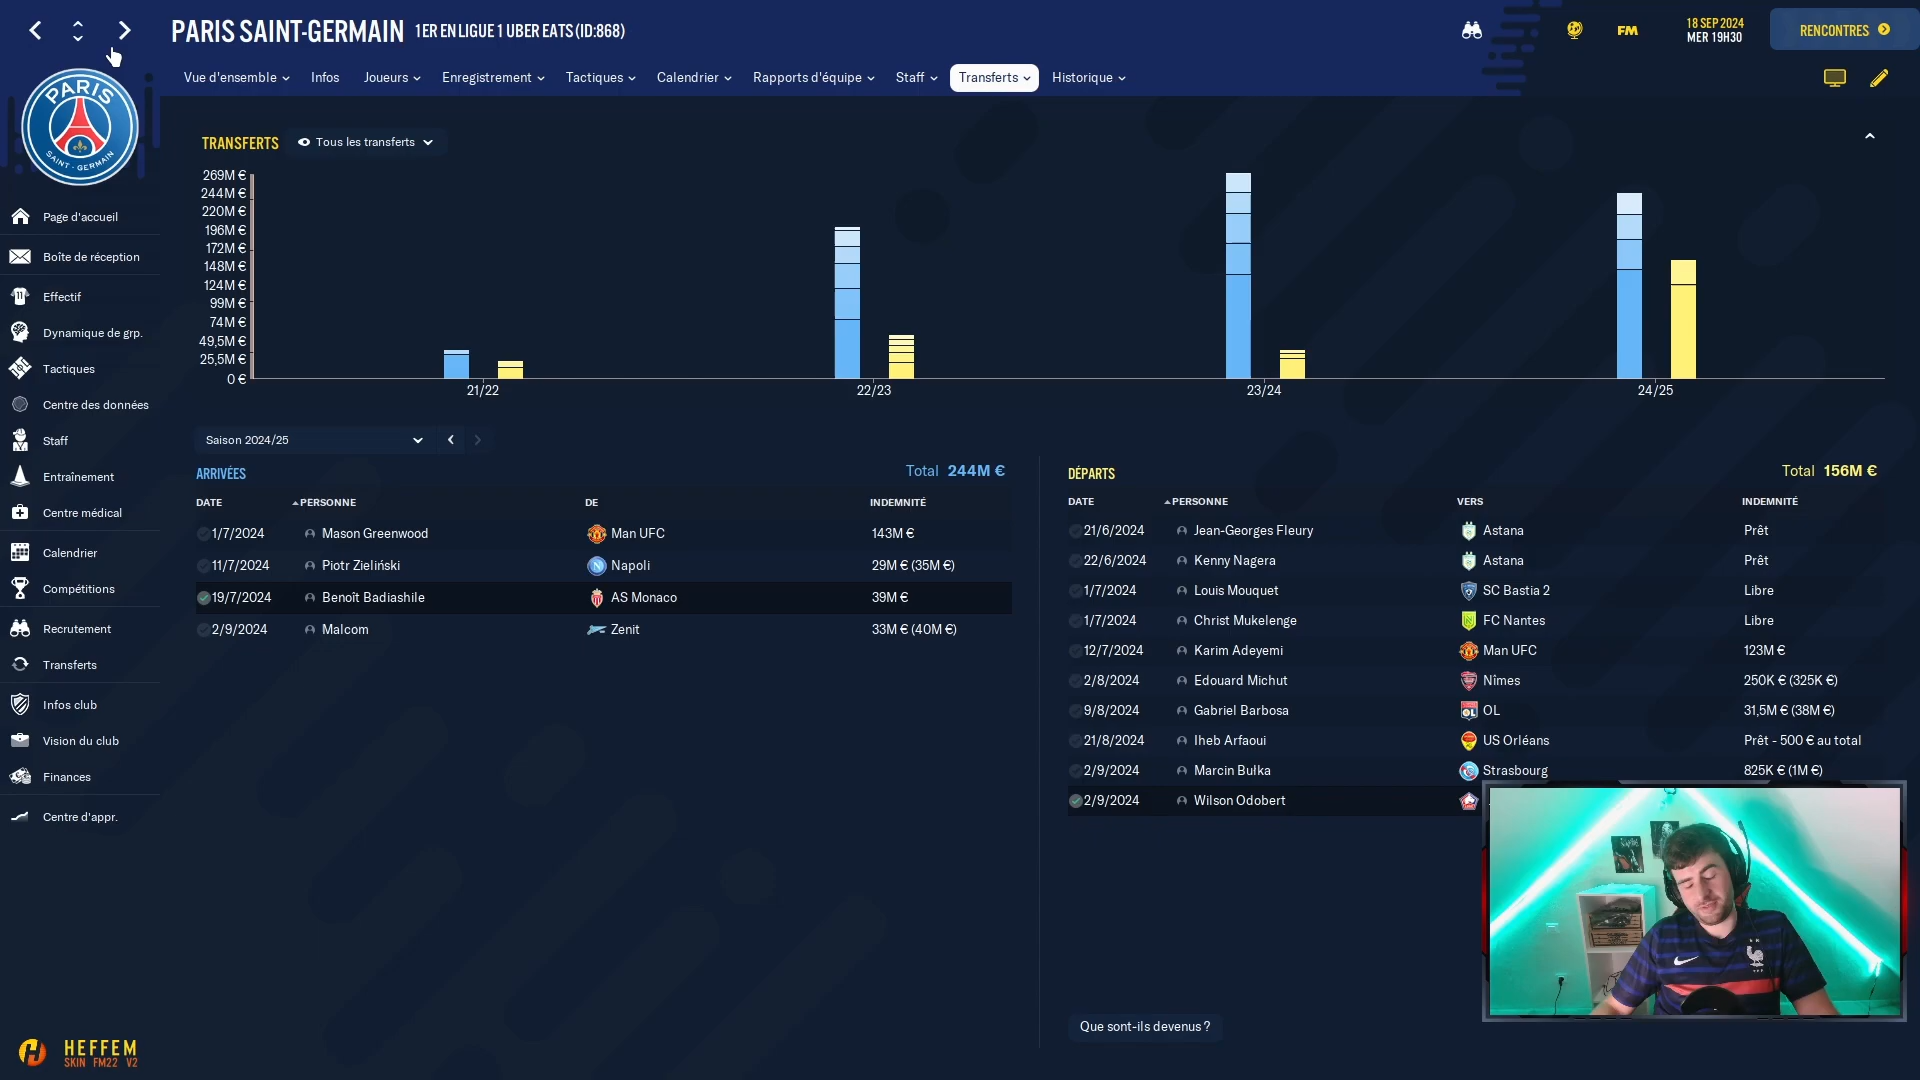 PARIS SAINT-GERMAIN 1ER EN LIGUE 1 UBER EATS (ID:868)
FM
18 SEP 2024
MER 19H30
RENCONTRES
Vue d'ensemble Infos Joueurs Enregistrement Tactiques Calendrier Rapports d'équipe Staff Transferts Historique
PARIS
SAINT-GERMAIN
Page d'accueil
Boîte de réception
Effectif
Dynamique de grp.
Tactiques
Centre des données
Staff
Entraînement
Centre médical
Calendrier
Compétitions
Recrutement
Transferts
Infos club
Vision du club
Finances
Centre d'appr.
HEFFEM
SKIN FM22 V2
TRANSFERTS Tous les transferts
269M €
244M €
220M €
196M €
172M €
148M €
124M €
99M €
74M €
49,5M €
25,5M €
0 €
21/22 22/23 23/24 24/25
Saison 2024/25
ARRIVÉES Total 244M €
DATE PERSONNE DE INDEMNITÉ
1/7/2024 Mason Greenwood Man UFC 143M €
11/7/2024 Piotr Zieliński Napoli 29M € (35M €)
19/7/2024 Benoît Badiashile AS Monaco 39M €
2/9/2024 Malcom Zenit 33M € (40M €)
DÉPARTS Total 156M €
DATE PERSONNE VERS INDEMNITÉ
21/6/2024 Jean-Georges Fleury Astana Prêt
22/6/2024 Kenny Nagera Astana Prêt
1/7/2024 Louis Mouquet SC Bastia 2 Libre
1/7/2024 Christ Mukelenge FC Nantes Libre
12/7/2024 Karim Adeyemi Man UFC 123M €
2/8/2024 Edouard Michut Nîmes 250K € (325K €)
9/8/2024 Gabriel Barbosa OL 31,5M € (38M €)
21/8/2024 Iheb Arfaoui US Orléans Prêt - 500 € au total
2/9/2024 Marcin Bułka Strasbourg 825K € (1M €)
2/9/2024 Wilson Odobert
Que sont-ils devenus ?